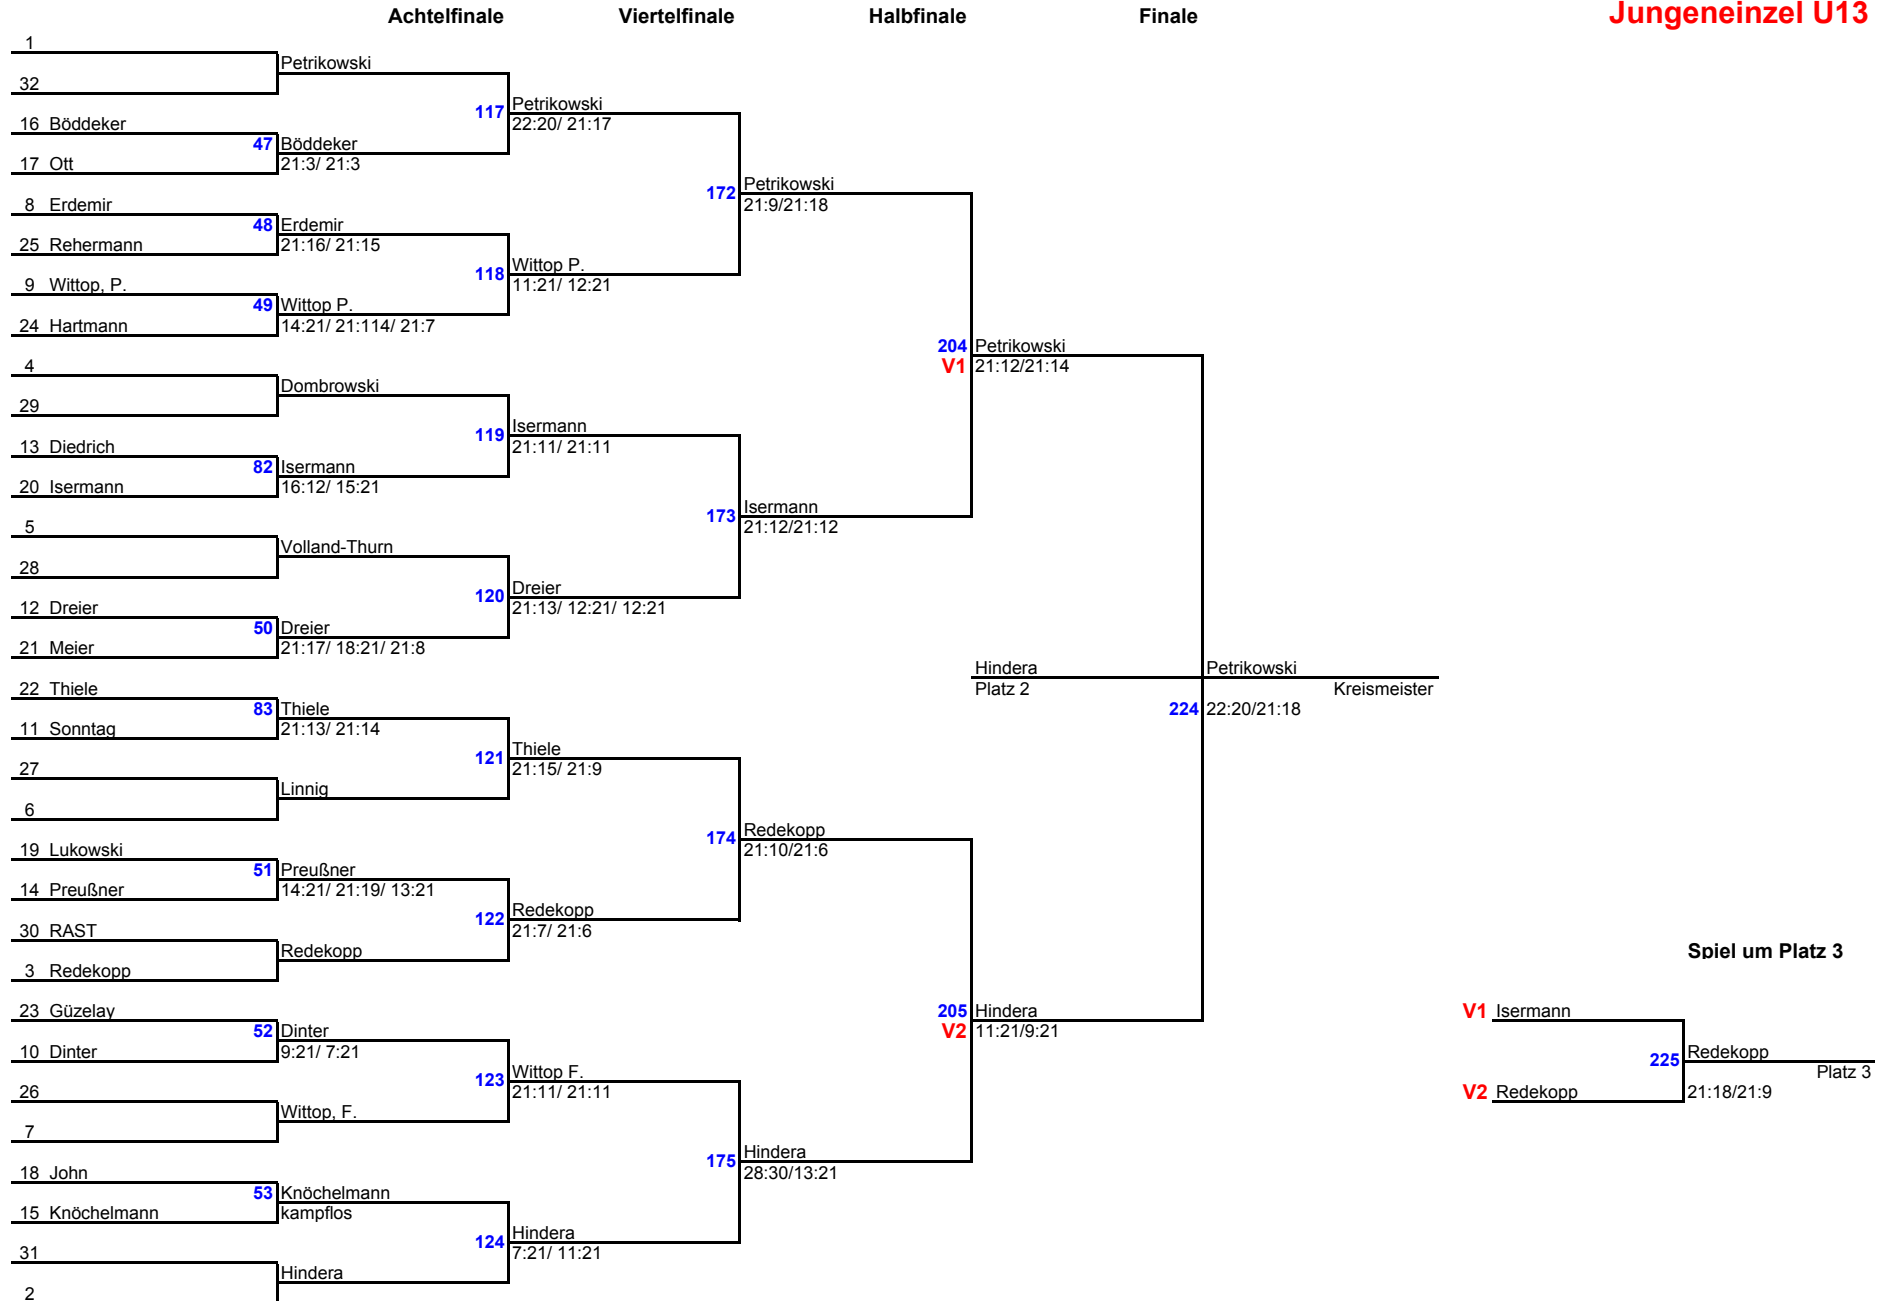 Achtelfinale Viertelfinale Halbfinale Finale Jungeneinzel U13
1
Petrikowski
32
117 Petrikowski
22:20/ 21:17
16 Böddeker
47 Böddeker
21:3/ 21:3
17 Ott
172 Petrikowski
21:9/21:18
8 Erdemir
48 Erdemir
21:16/ 21:15
25 Rehermann
118 Wittop P.
11:21/ 12:21
9 Wittop, P.
49 Wittop P.
14:21/ 21:114/ 21:7
24 Hartmann
204 Petrikowski
V1 21:12/21:14
4
Dombrowski
29
119 Isermann
21:11/ 21:11
13 Diedrich
82 Isermann
16:12/ 15:21
20 Isermann
173 Isermann
21:12/21:12
5
Volland-Thurn
28
120 Dreier
21:13/ 12:21/ 12:21
12 Dreier
50 Dreier
21:17/ 18:21/ 21:8
21 Meier
Hindera Petrikowski
Platz 2 Kreismeister
224 22:20/21:18
22 Thiele
83 Thiele
21:13/ 21:14
11 Sonntag
121 Thiele
21:15/ 21:9
27
Linnig
6
174 Redekopp
21:10/21:6
19 Lukowski
51 Preußner
14:21/ 21:19/ 13:21
14 Preußner
122 Redekopp
21:7/ 21:6
30 RAST
Redekopp
3 Redekopp
205 Hindera
V2 11:21/9:21
23 Güzelay
52 Dinter
9:21/ 7:21
10 Dinter
123 Wittop F.
21:11/ 21:11
26
Wittop, F.
7
175 Hindera
28:30/13:21
18 John
53 Knöchelmann
kampflos
15 Knöchelmann
124 Hindera
7:21/ 11:21
31
Hindera
2
Spiel um Platz 3
V1 Isermann
225 Redekopp
Platz 3
V2 Redekopp 21:18/21:9